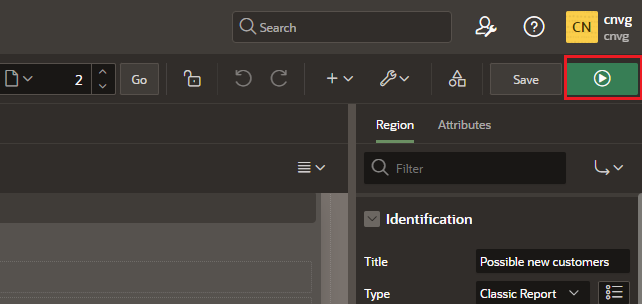 Search
CN
cnvg
cnvg
2
Go
Save
Region
Attributes
Filter
Identification
Title
Possible new customers
Type
Classic Report